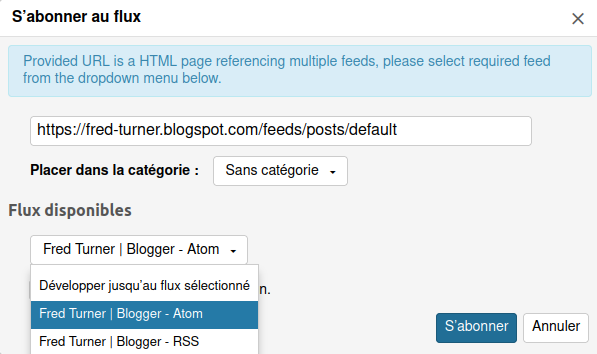 S'abonner au flux
Provided URL is a HTML page referencing multiple feeds, please select required feed
from the dropdown menu below.
https://fred-turner.blogspot.com/feeds/posts/default
Placer dans la catégorie : Sans catégorie
Flux disponibles
Fred Turner | Blogger - Atom
Développer jusqu'au flux sélectionné
n.
Fred Turner | Blogger - Atom
Fred Turner | Blogger - RSS
S'abonner Annuler